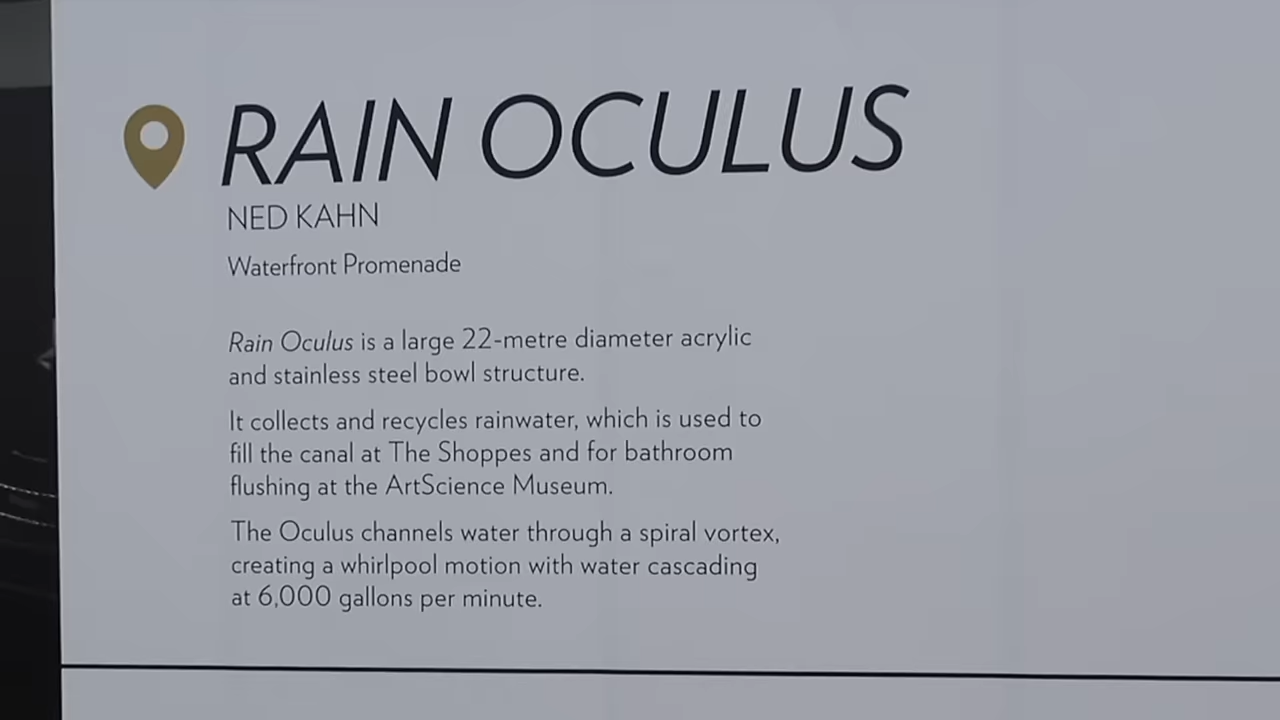 RAIN OCULUS
NED KAHN
Waterfront Promenade
Rain Oculus is a large 22-metre diameter acrylic
and stainless steel bowl structure.
It collects and recycles rainwater, which is used to
fill the canal at The Shoppes and for bathroom
flushing at the ArtScience Museum.
The Oculus channels water through a spiral vortex,
creating a whirlpool motion with water cascading
at 6,000 gallons per minute.